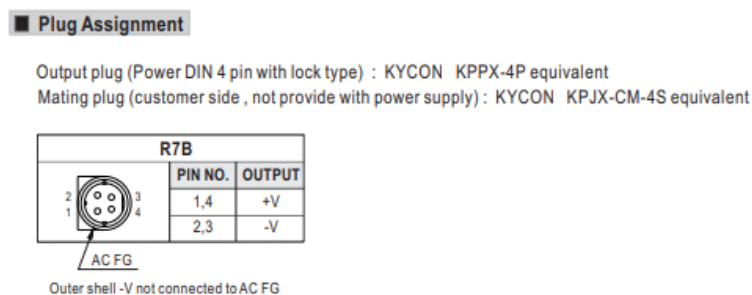 Plug Assignment
Output plug (Power DIN 4 pin with lock type) : KYCON KPPX-4P equivalent
Mating plug (customer side , not provide with power supply) : KYCON KPJX-CM-4S equivalent
R7B
PIN NO. OUTPUT
2 3 1,4 +V
1 4 2,3 -V
AC FG
Outer shell -V not connected to AC FG